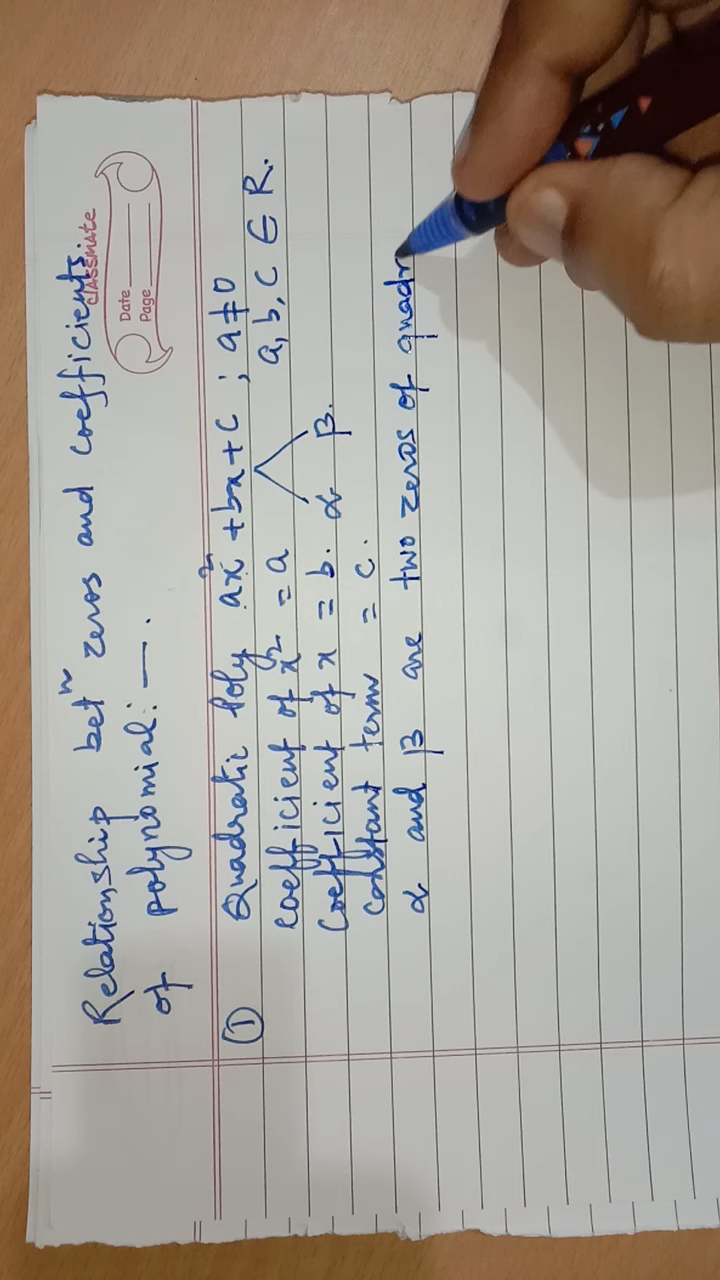 CLASSMATE
Date
Page
Relationship betⁿ zeros and coefficients.
of polynomial:—.
① Quadratic Poly ax² + bx + c ; a ≠ 0
coefficient of x² = a a, b, c ∈ R.
coefficient of x = b. α β.
constant term = c.
α and β are two zeros of quadr